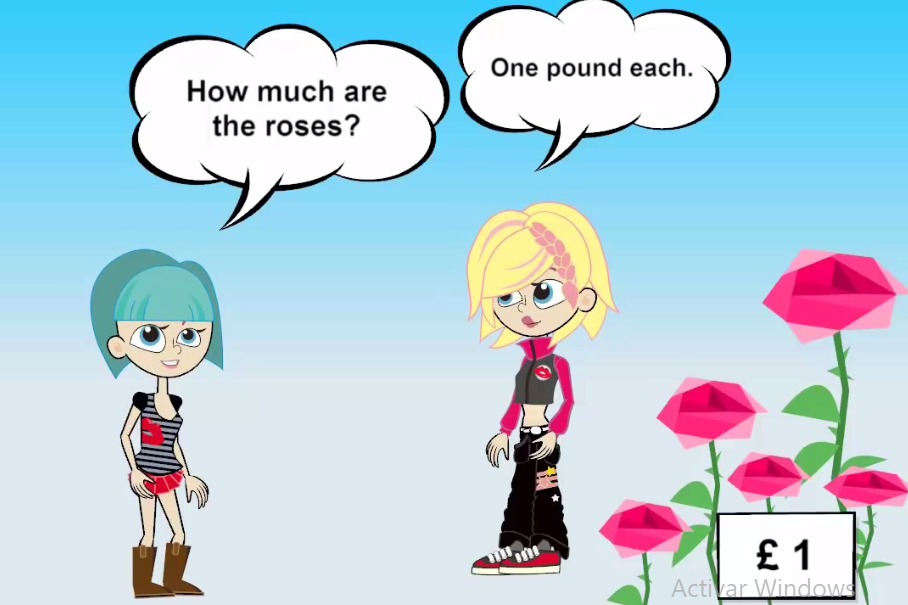 How much are
the roses?
One pound each.
£ 1
Activar Windows